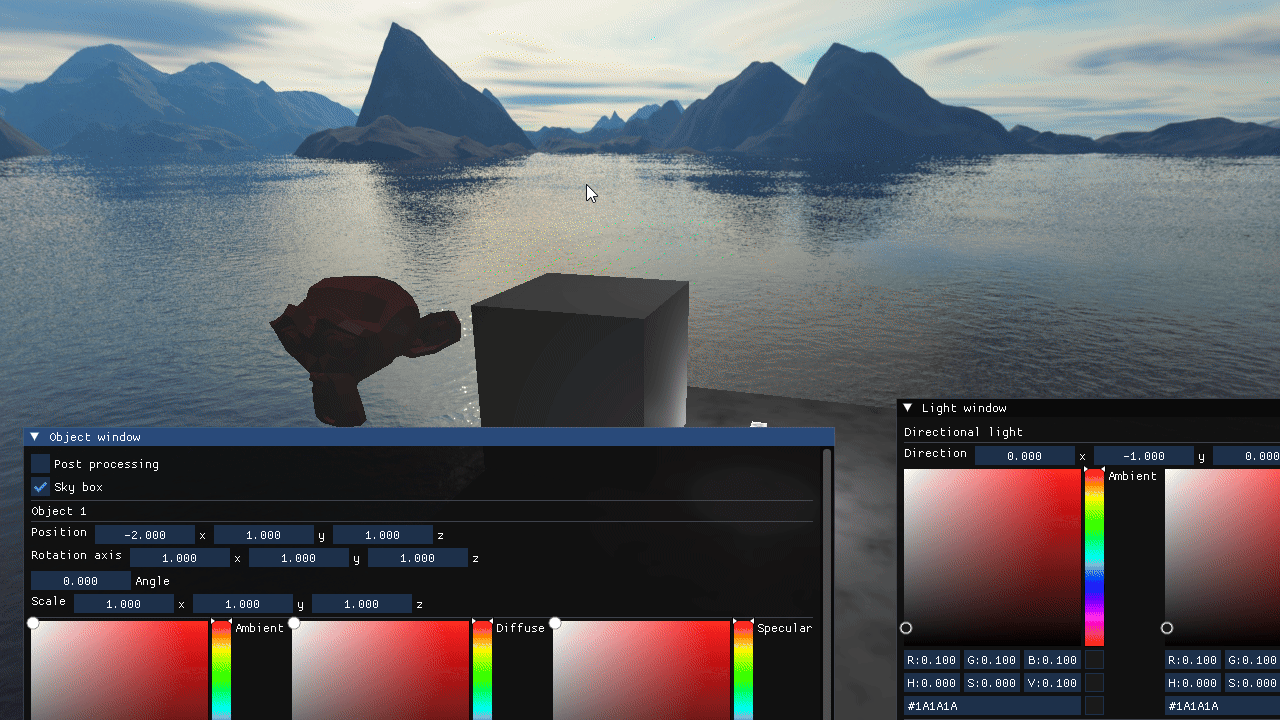 Object window
Post processing
Sky box
Object 1
Position -2.000 x 1.000 y 1.000 z
Rotation axis 1.000 x 1.000 y 1.000 z
0.000 Angle
Scale 1.000 x 1.000 y 1.000 z
Ambient Diffuse Specular
Light window
Directional light
Direction 0.000 x -1.000 y 0.000
Ambient
R:0.100 G:0.100 B:0.100 R:0.100 G:0.100
H:0.000 S:0.000 V:0.100 H:0.000 S:0.000
#1A1A1A #1A1A1A